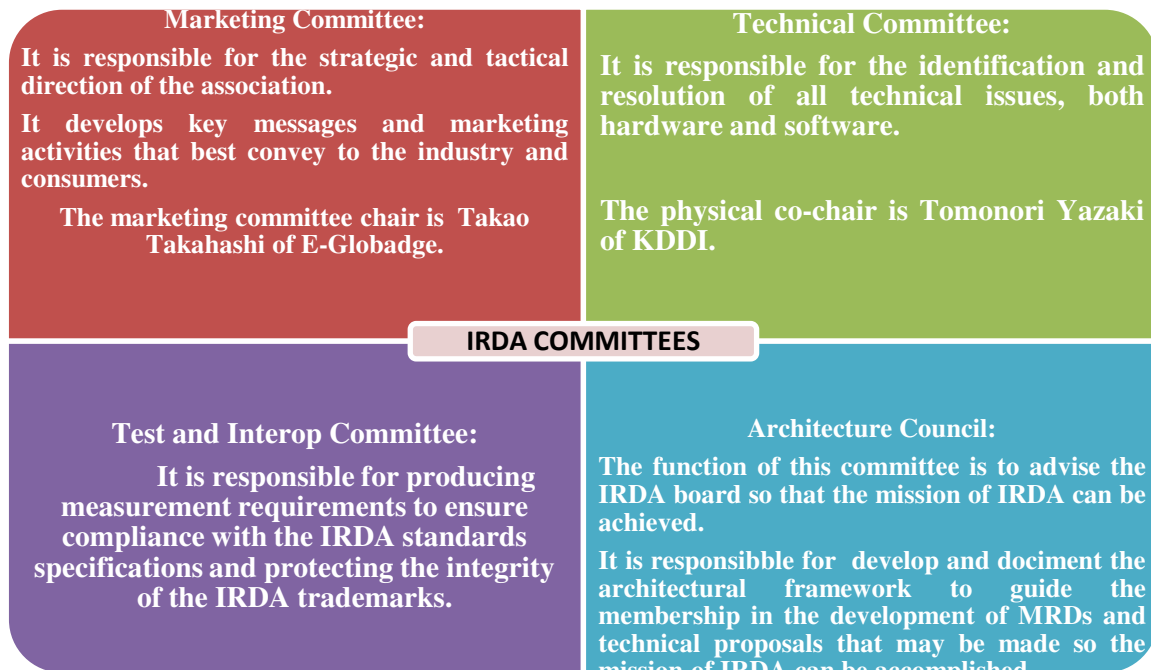 Marketing Committee:
It is responsible for the strategic and tactical
direction of the association.
It develops key messages and marketing
activities that best convey to the industry and
consumers.
The marketing committee chair is Takao
Takahashi of E-Globadge.
Technical Committee:
It is responsible for the identification and
resolution of all technical issues, both
hardware and software.
The physical co-chair is Tomonori Yazaki
of KDDI.
IRDA COMMITTEES
Test and Interop Committee:
It is responsible for producing
measurement requirements to ensure
compliance with the IRDA standards
specifications and protecting the integrity
of the IRDA trademarks.
Architecture Council:
The function of this committee is to advise the
IRDA board so that the mission of IRDA can be
achieved.
It is responsibble for develop and dociment the
architectural framework to guide the
membership in the development of MRDs and
technical proposals that may be made so the
mission of IRDA can be accomplished